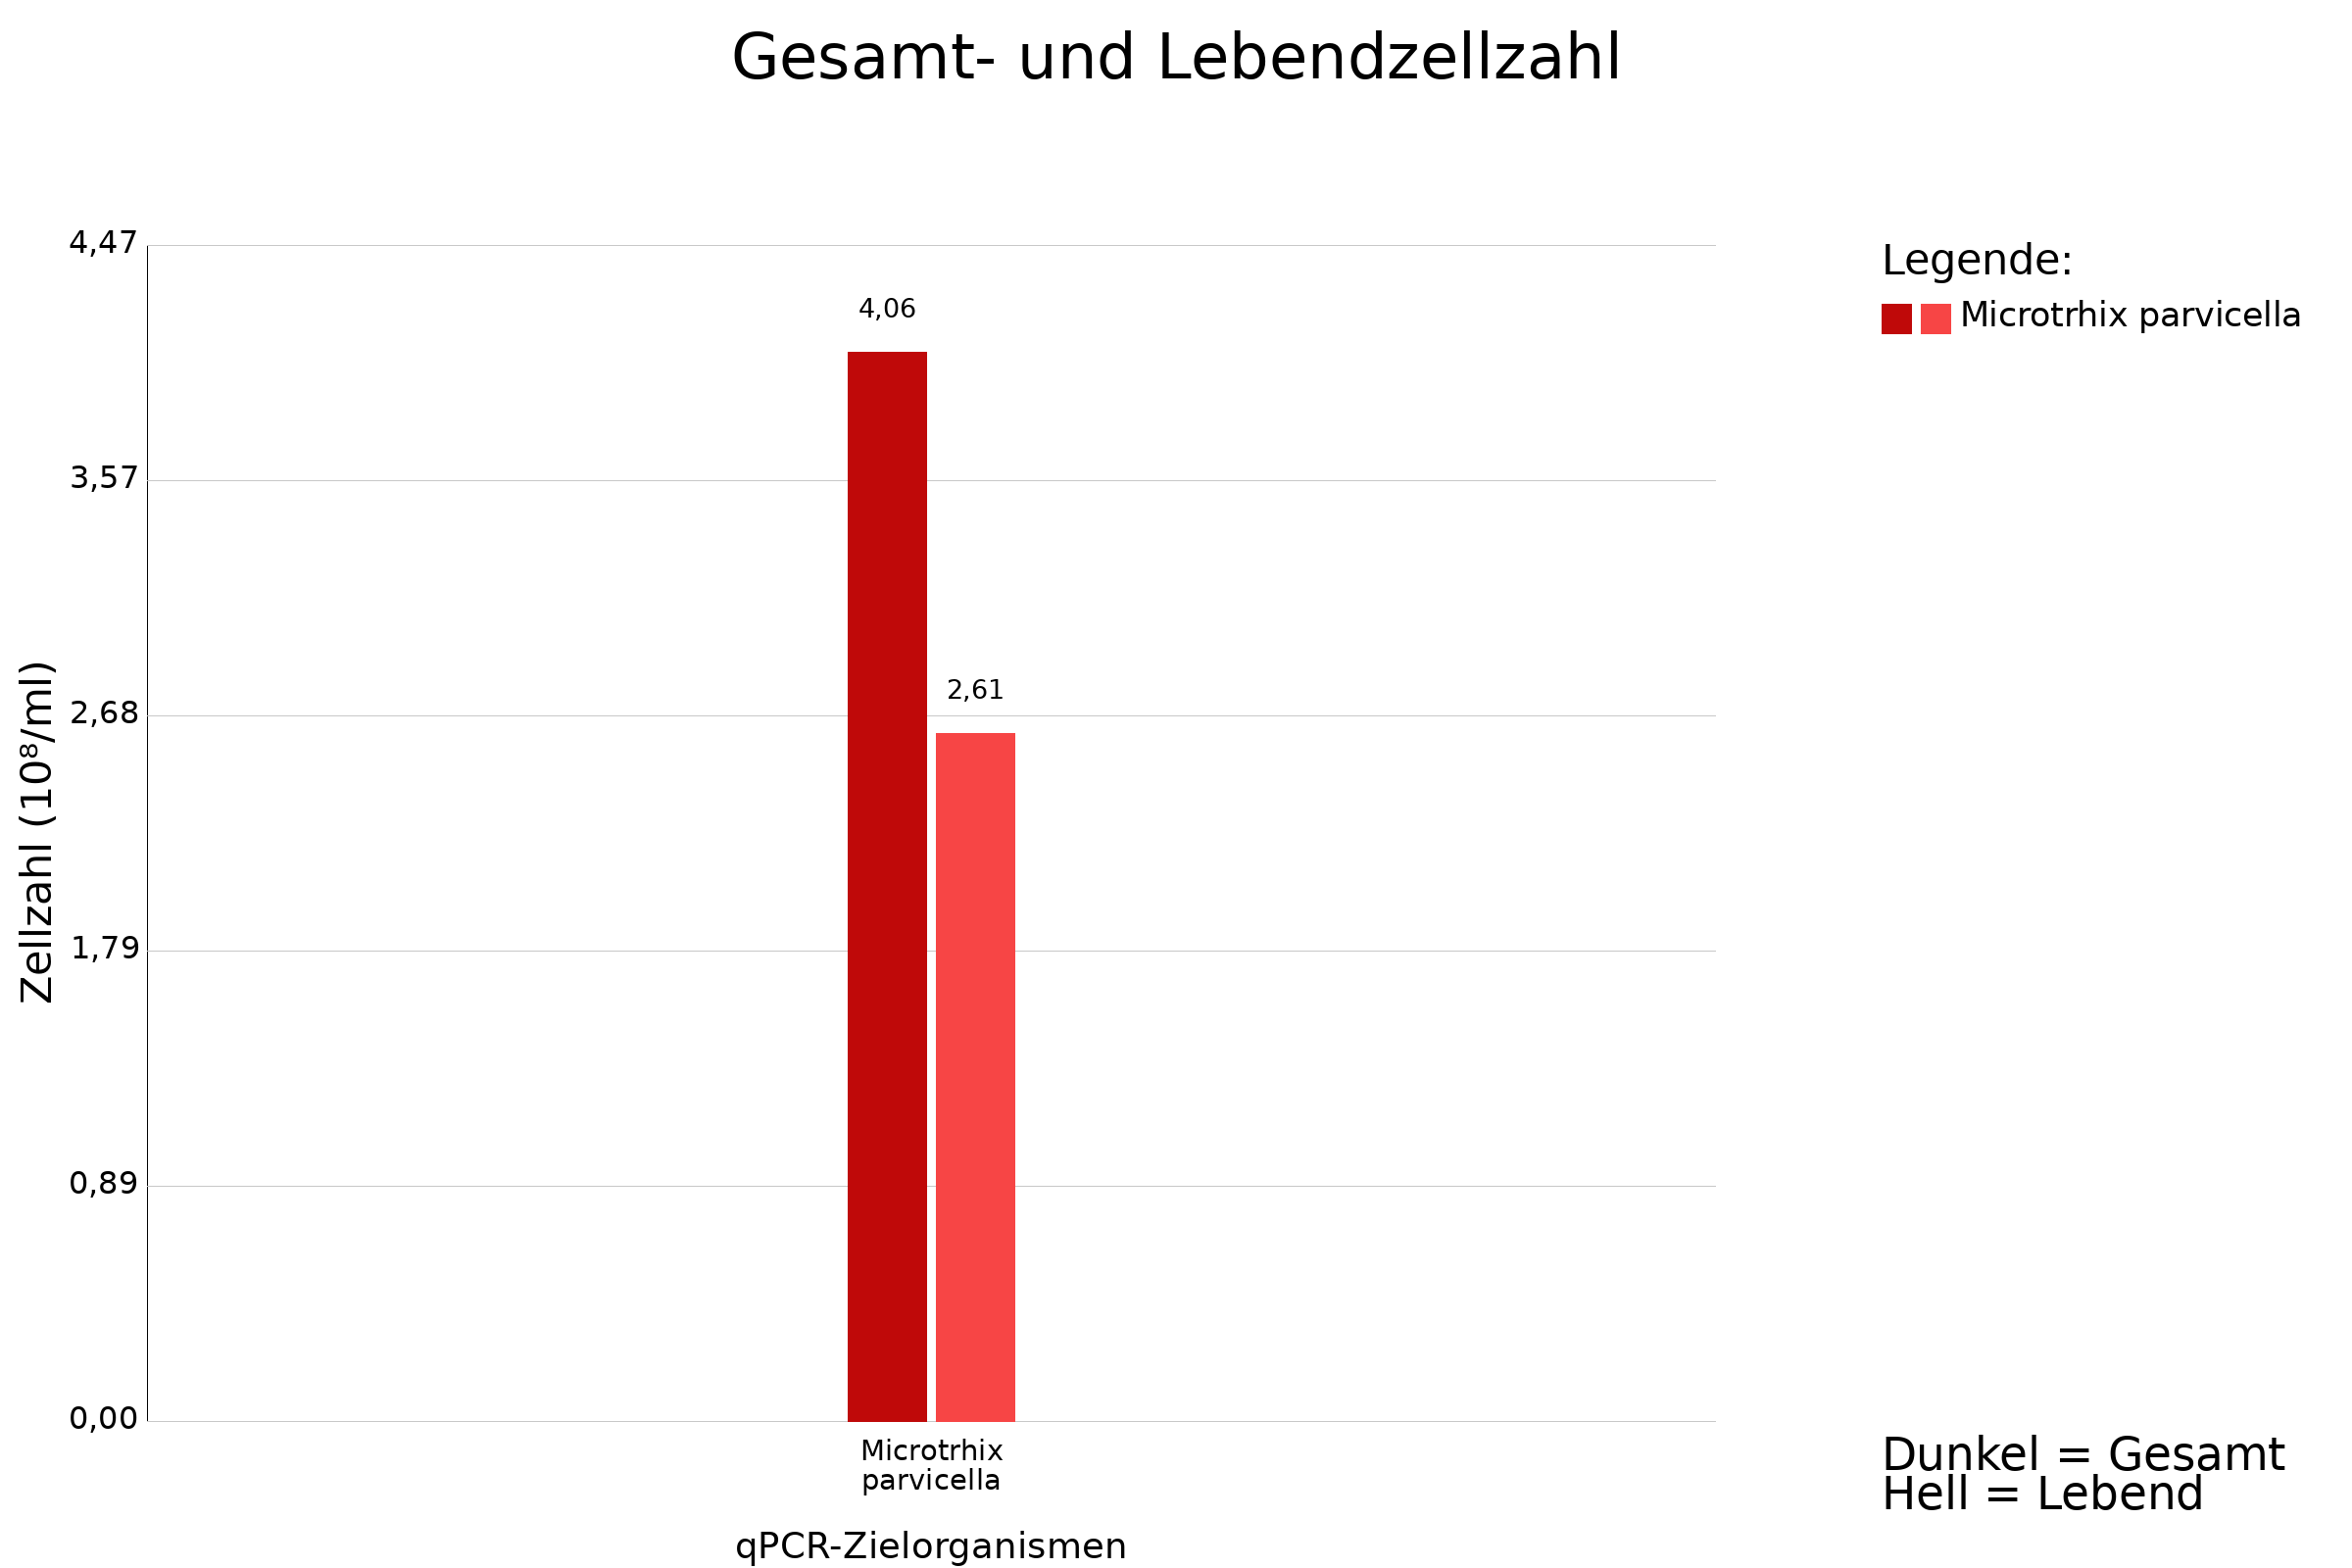 Gesamt- und Lebendzellzahl
4,47
3,57
2,68
1,79
0,89
0,00
Zellzahl (10⁸/ml)
4,06
2,61
Microtrhix
parvicella
qPCR-Zielorganismen
Legende:
Microtrhix parvicella
Dunkel = Gesamt
Hell = Lebend